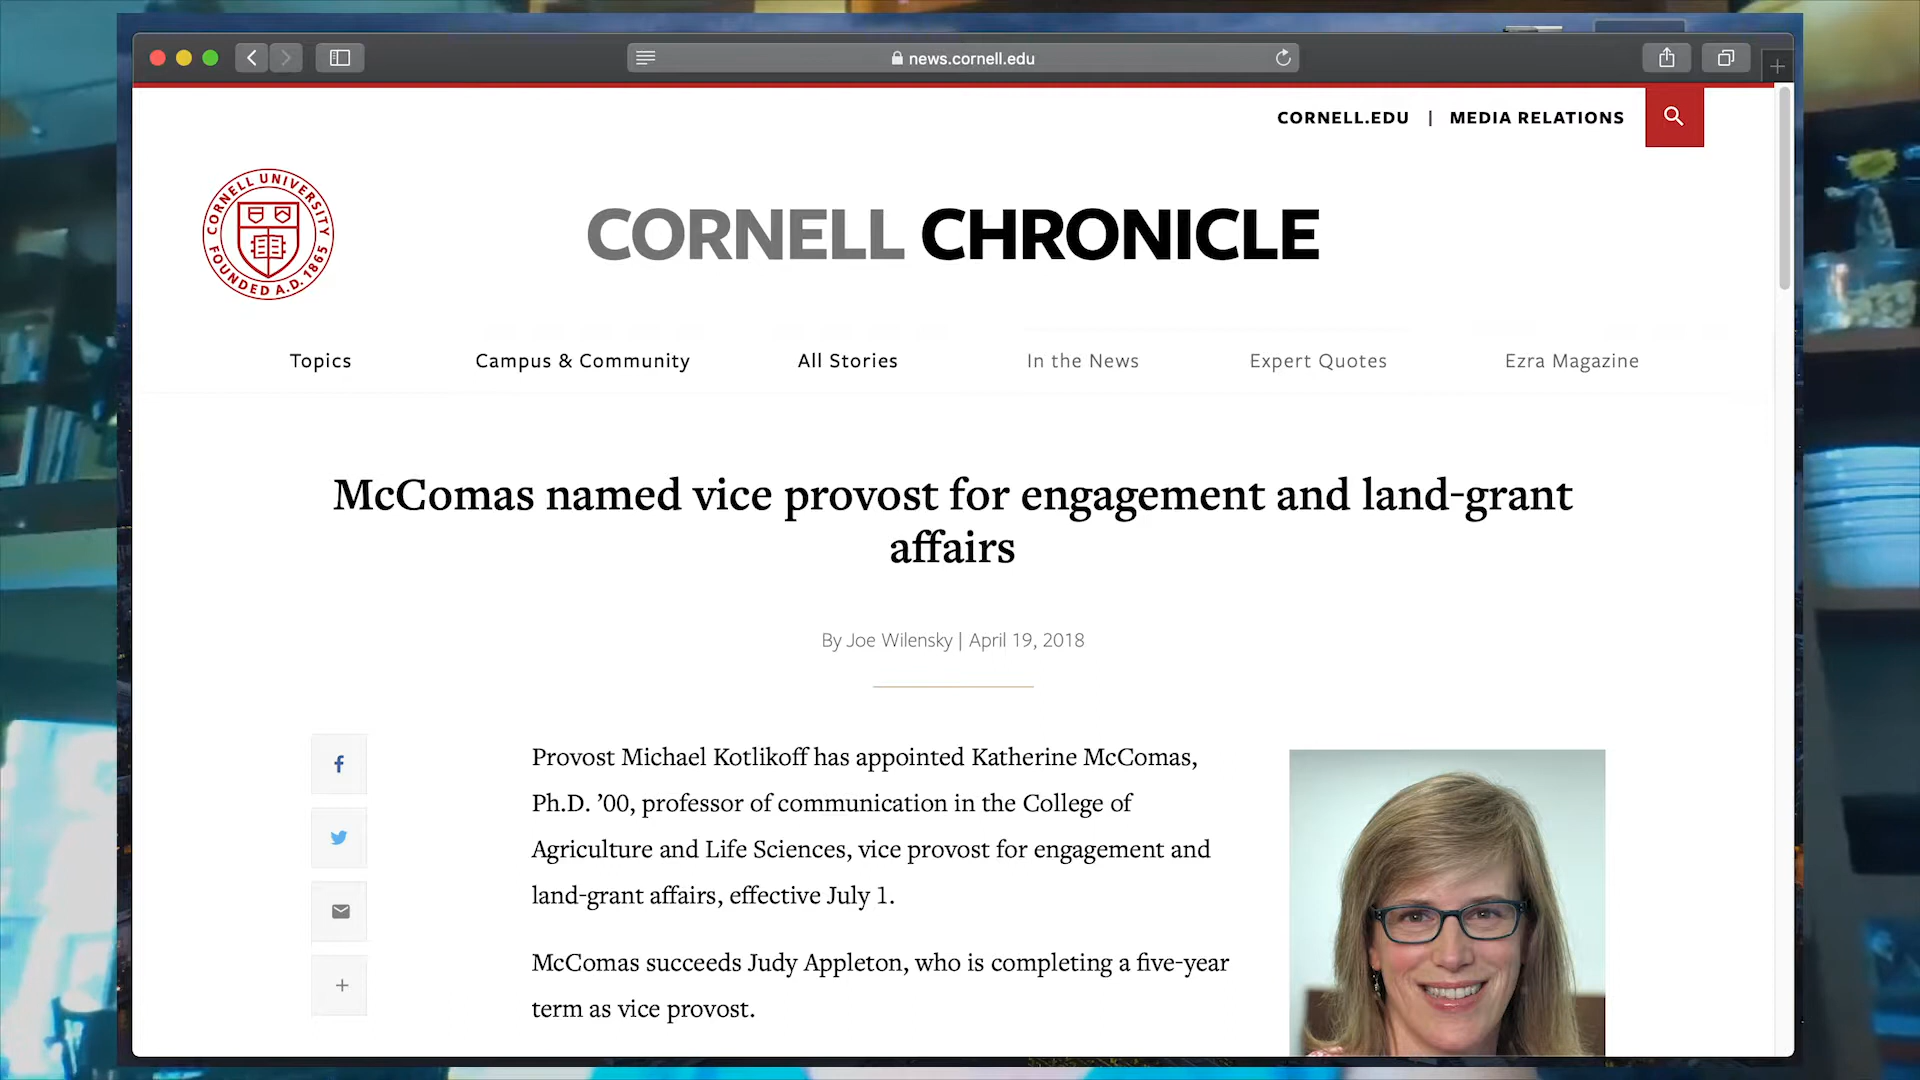 news.cornell.edu
CORNELL.EDU | MEDIA RELATIONS
CORNELL UNIVERSITY
FOUNDED A.D. 1865
CORNELL CHRONICLE
Topics Campus & Community All Stories In the News Expert Quotes Ezra Magazine
McComas named vice provost for engagement and land-grant
affairs
By Joe Wilensky | April 19, 2018
Provost Michael Kotlikoff has appointed Katherine McComas,
Ph.D. ’00, professor of communication in the College of
Agriculture and Life Sciences, vice provost for engagement and
land-grant affairs, effective July 1.
McComas succeeds Judy Appleton, who is completing a five-year
term as vice provost.